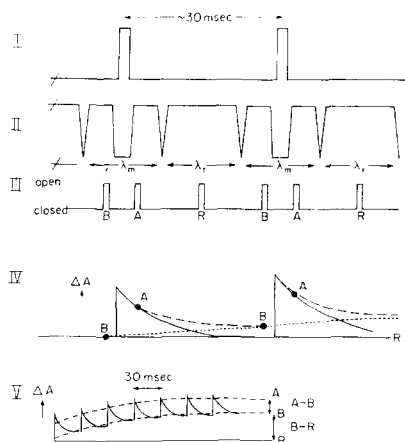 ~30 msec
I
II
λm λr λm λr
III open
closed
B A R B A R
IV ΔA A A
B B R
V ΔA 30 msec A
A-B
B
B-R
R